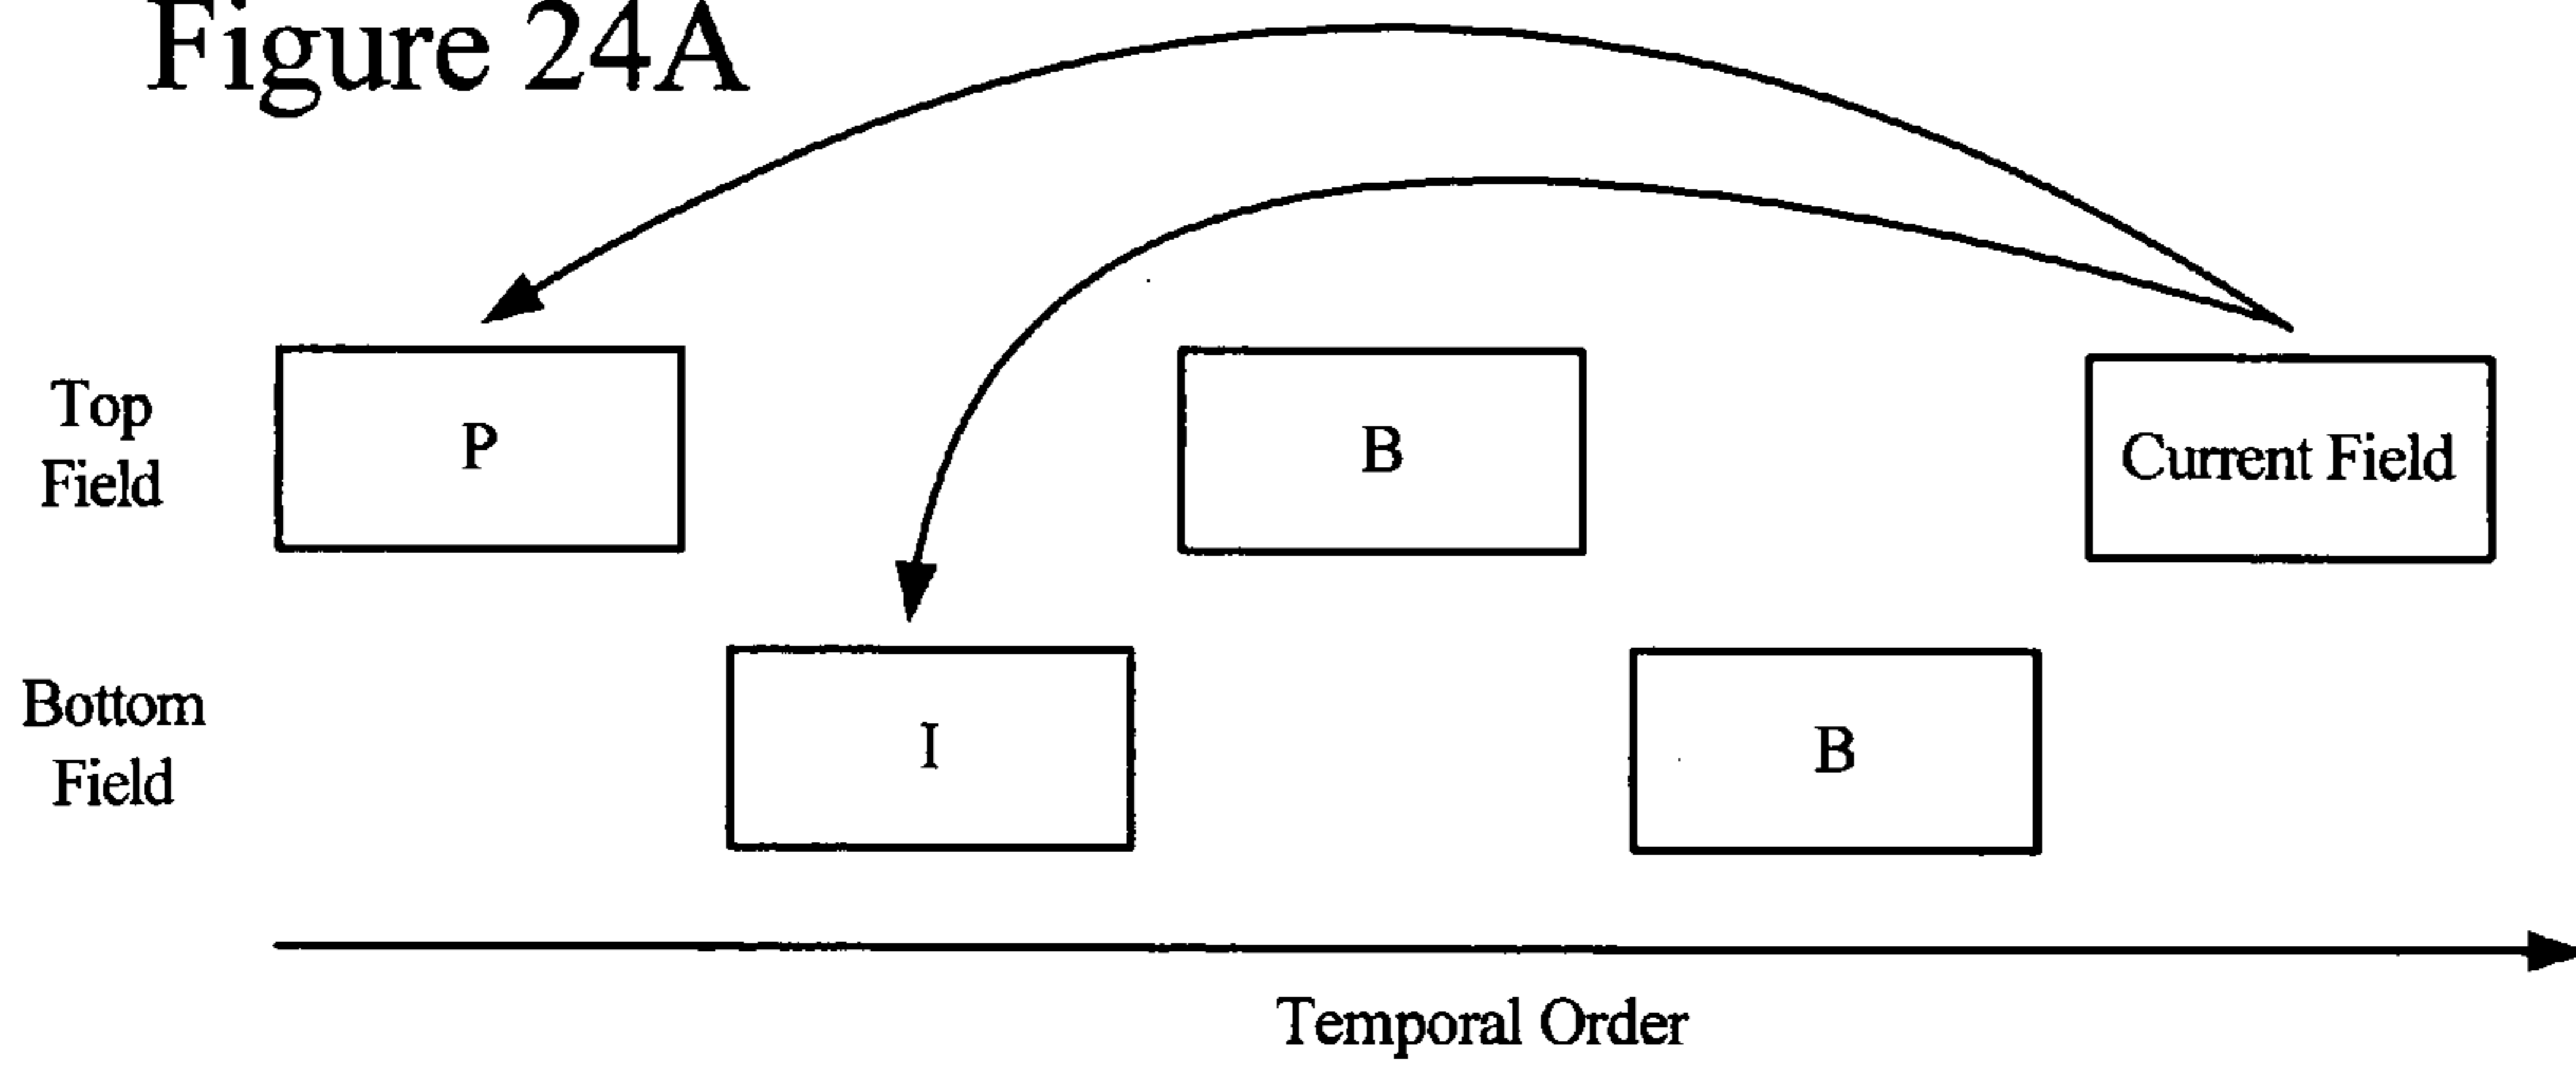 Figure 24A
Top
Field
P
B
Current Field
Bottom
Field
I
B
Temporal Order